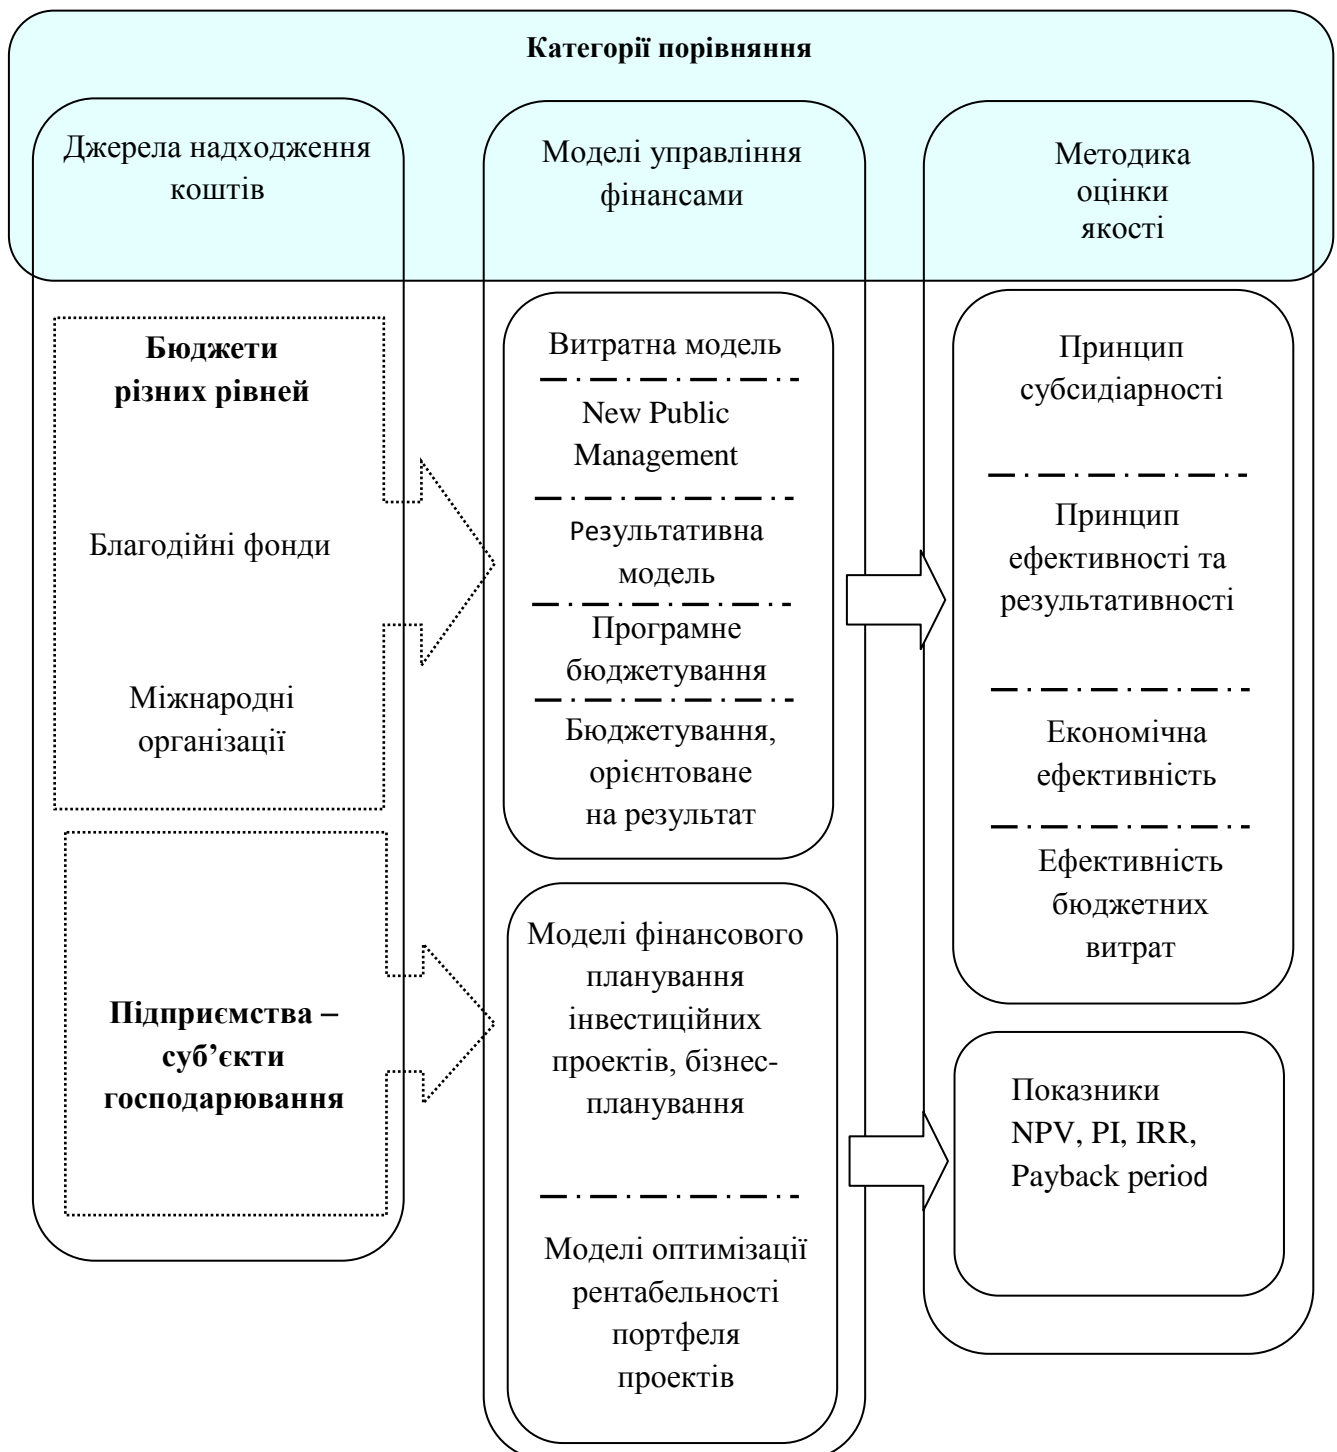 Категорії порівняння
Джерела надходження
коштів
Моделі управління
фінансами
Методика
оцінки
якості
Бюджети
різних рівней
Благодійні фонди
Міжнародні
організації
Підприємства –
суб’єкти
господарювання
Витратна модель
New Public
Management
Результативна
модель
Програмне
бюджетування
Бюджетування,
орієнтоване
на результат
Моделі фінансового
планування
інвестиційних
проектів, бізнес-
планування
Моделі оптимізації
рентабельності
портфеля
проектів
Принцип
субсидіарності
Принцип
ефективності та
результативності
Економічна
ефективність
Ефективність
бюджетних
витрат
Показники
NPV, PI, IRR,
Payback period